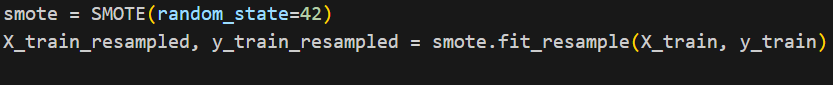 smote = SMOTE(random_state=42)
X_train_resampled, y_train_resampled = smote.fit_resample(X_train, y_train)